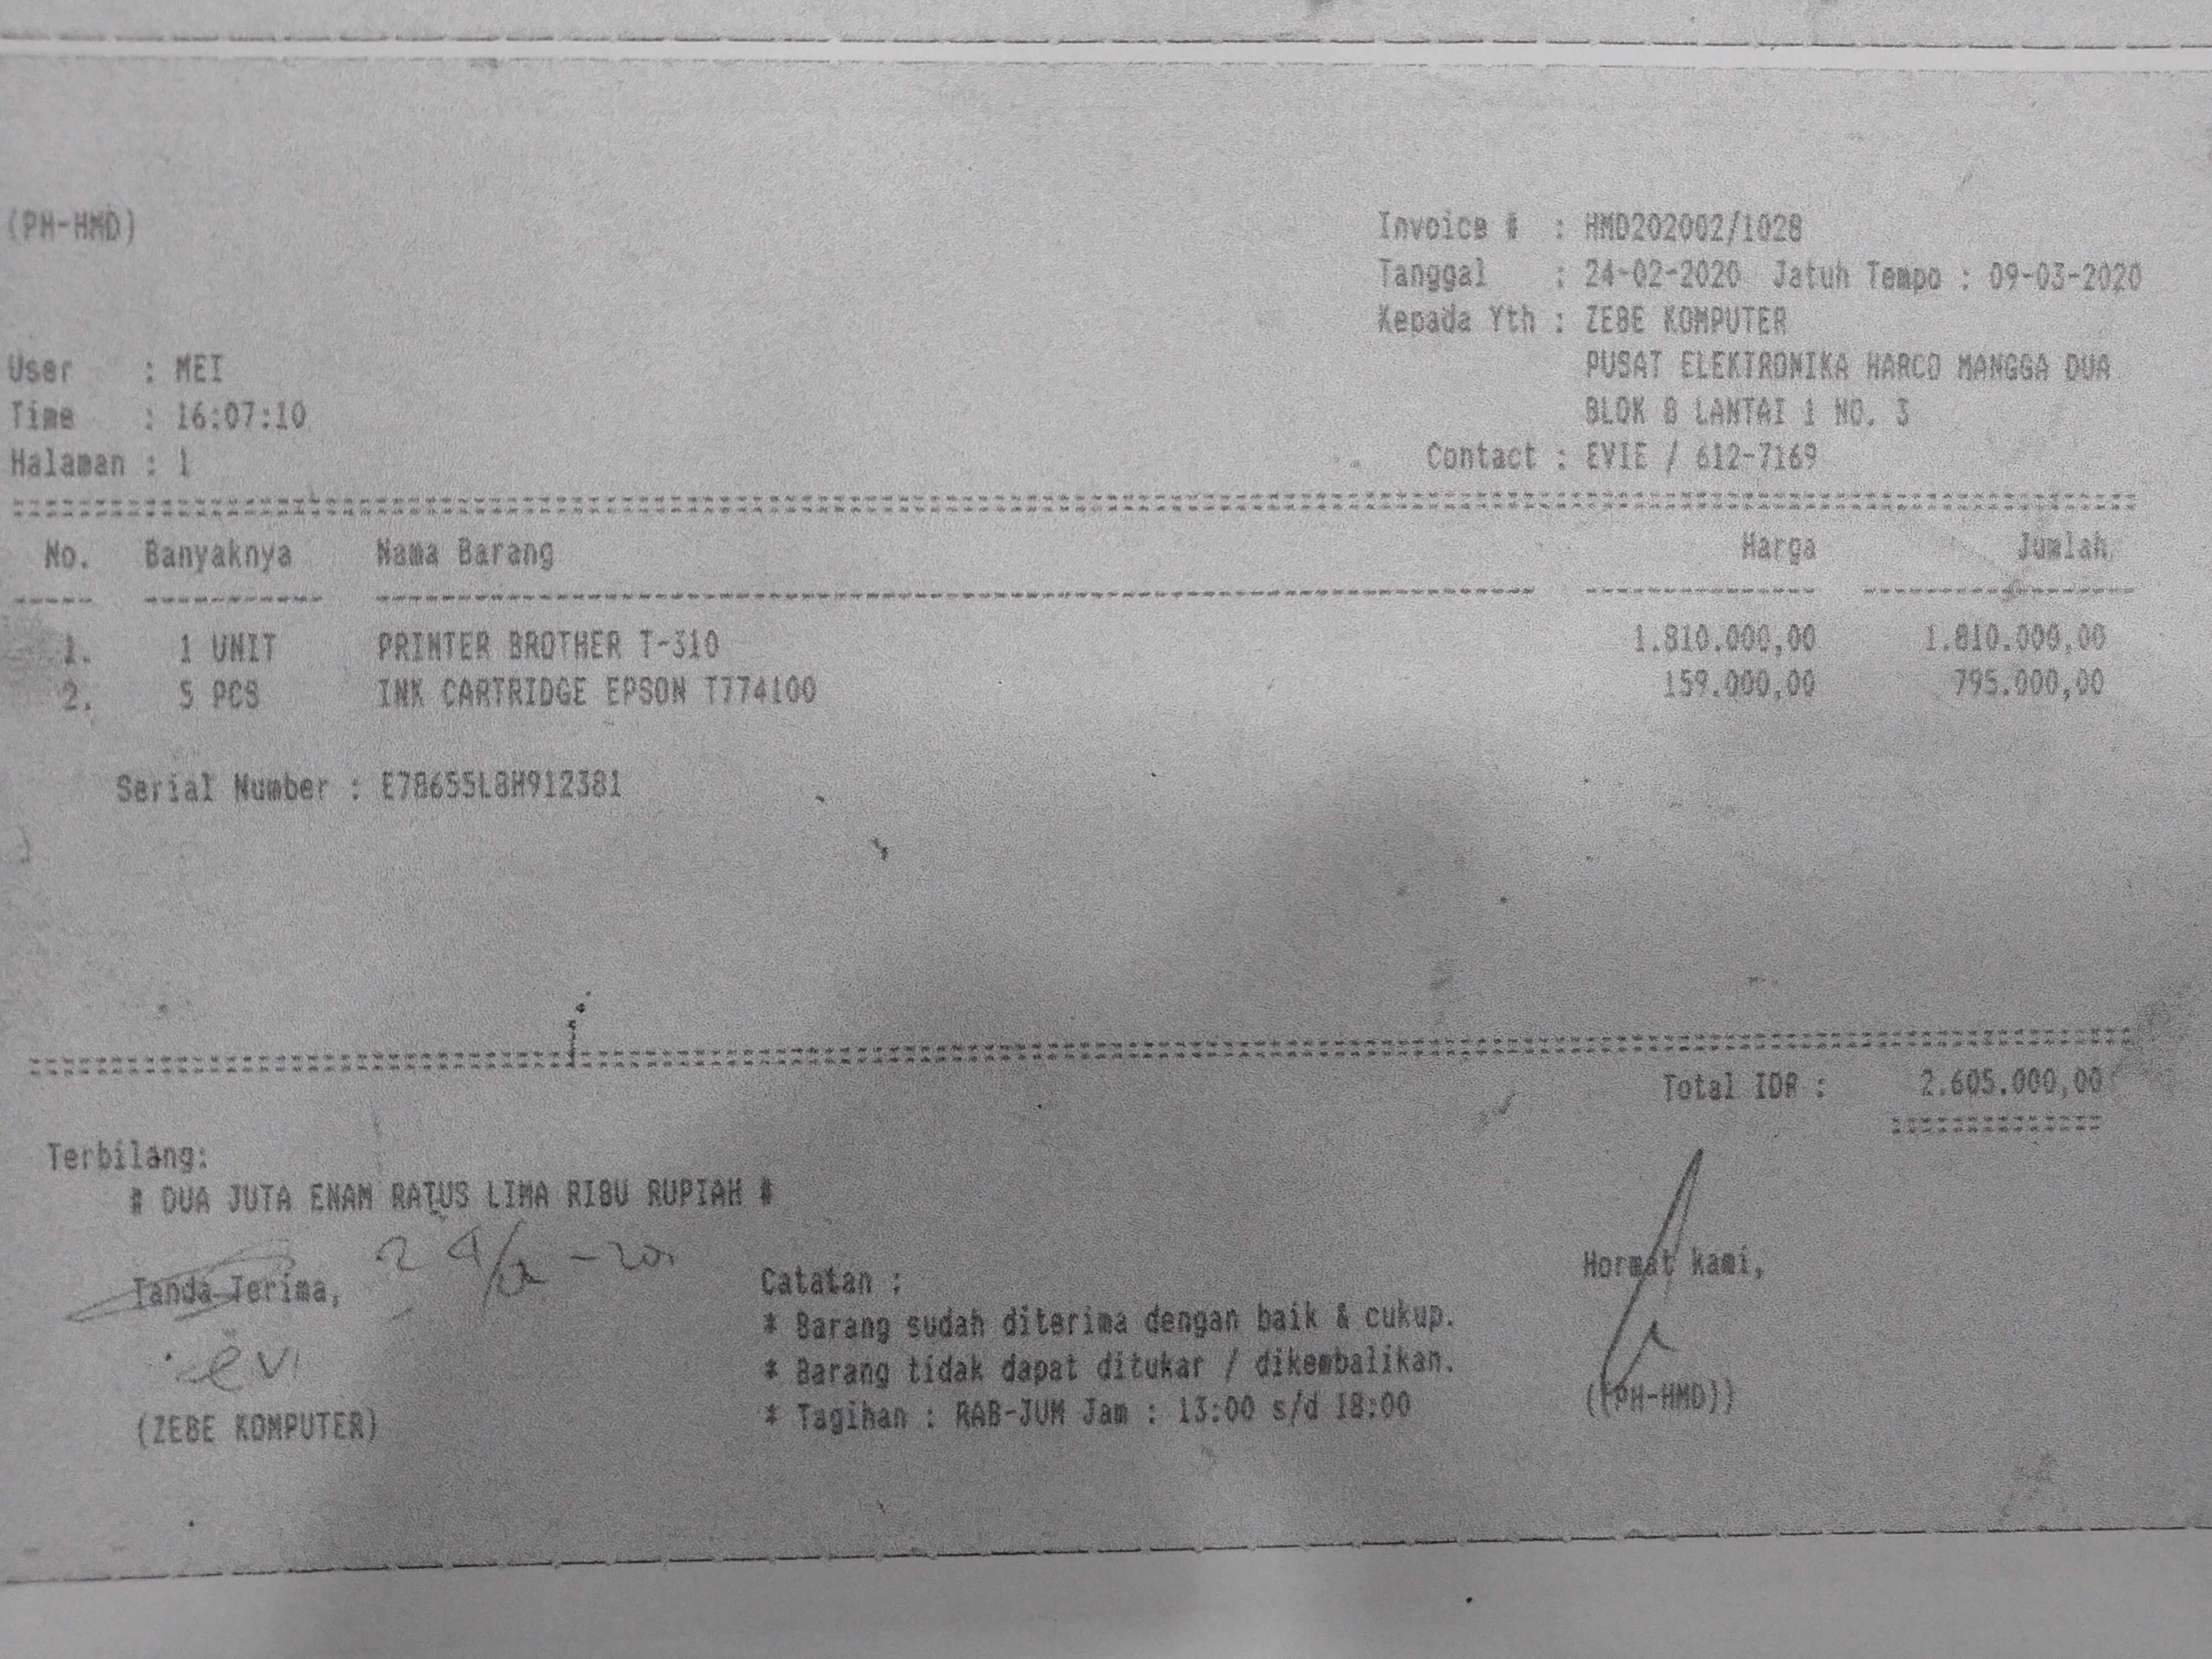 (PH-HMD)
Invoice # : HMD202002/1028
Tanggal : 24-02-2020 Jatuh Tempo : 09-03-2020
Kepada Yth : ZEBE KOMPUTER
PUSAT ELEKTRONIKA HARCO MANGGA DUA
BLOK B LANTAI 1 NO. 3
Contact : EVIE / 612-7169
User : MEI
Time : 16:07:10
Halaman : 1
No. Banyaknya Nama Barang Harga Jumlah
1. 1 UNIT PRINTER BROTHER T-310 1.810.000,00 1.810.000,00
2. 5 PCS INK CARTRIDGE EPSON T774100 159.000,00 795.000,00
Serial Number : E78655L8H912381
Total IDR : 2.605.000,00
Terbilang:
# DUA JUTA ENAM RATUS LIMA RIBU RUPIAH #
Tanda Terima,
evi
(ZEBE KOMPUTER)
Catatan :
* Barang sudah diterima dengan baik & cukup.
* Barang tidak dapat ditukar / dikembalikan.
* Tagihan : RAB-JUM Jam : 13:00 s/d 18:00
Hormat kami,
((PH-HMD))